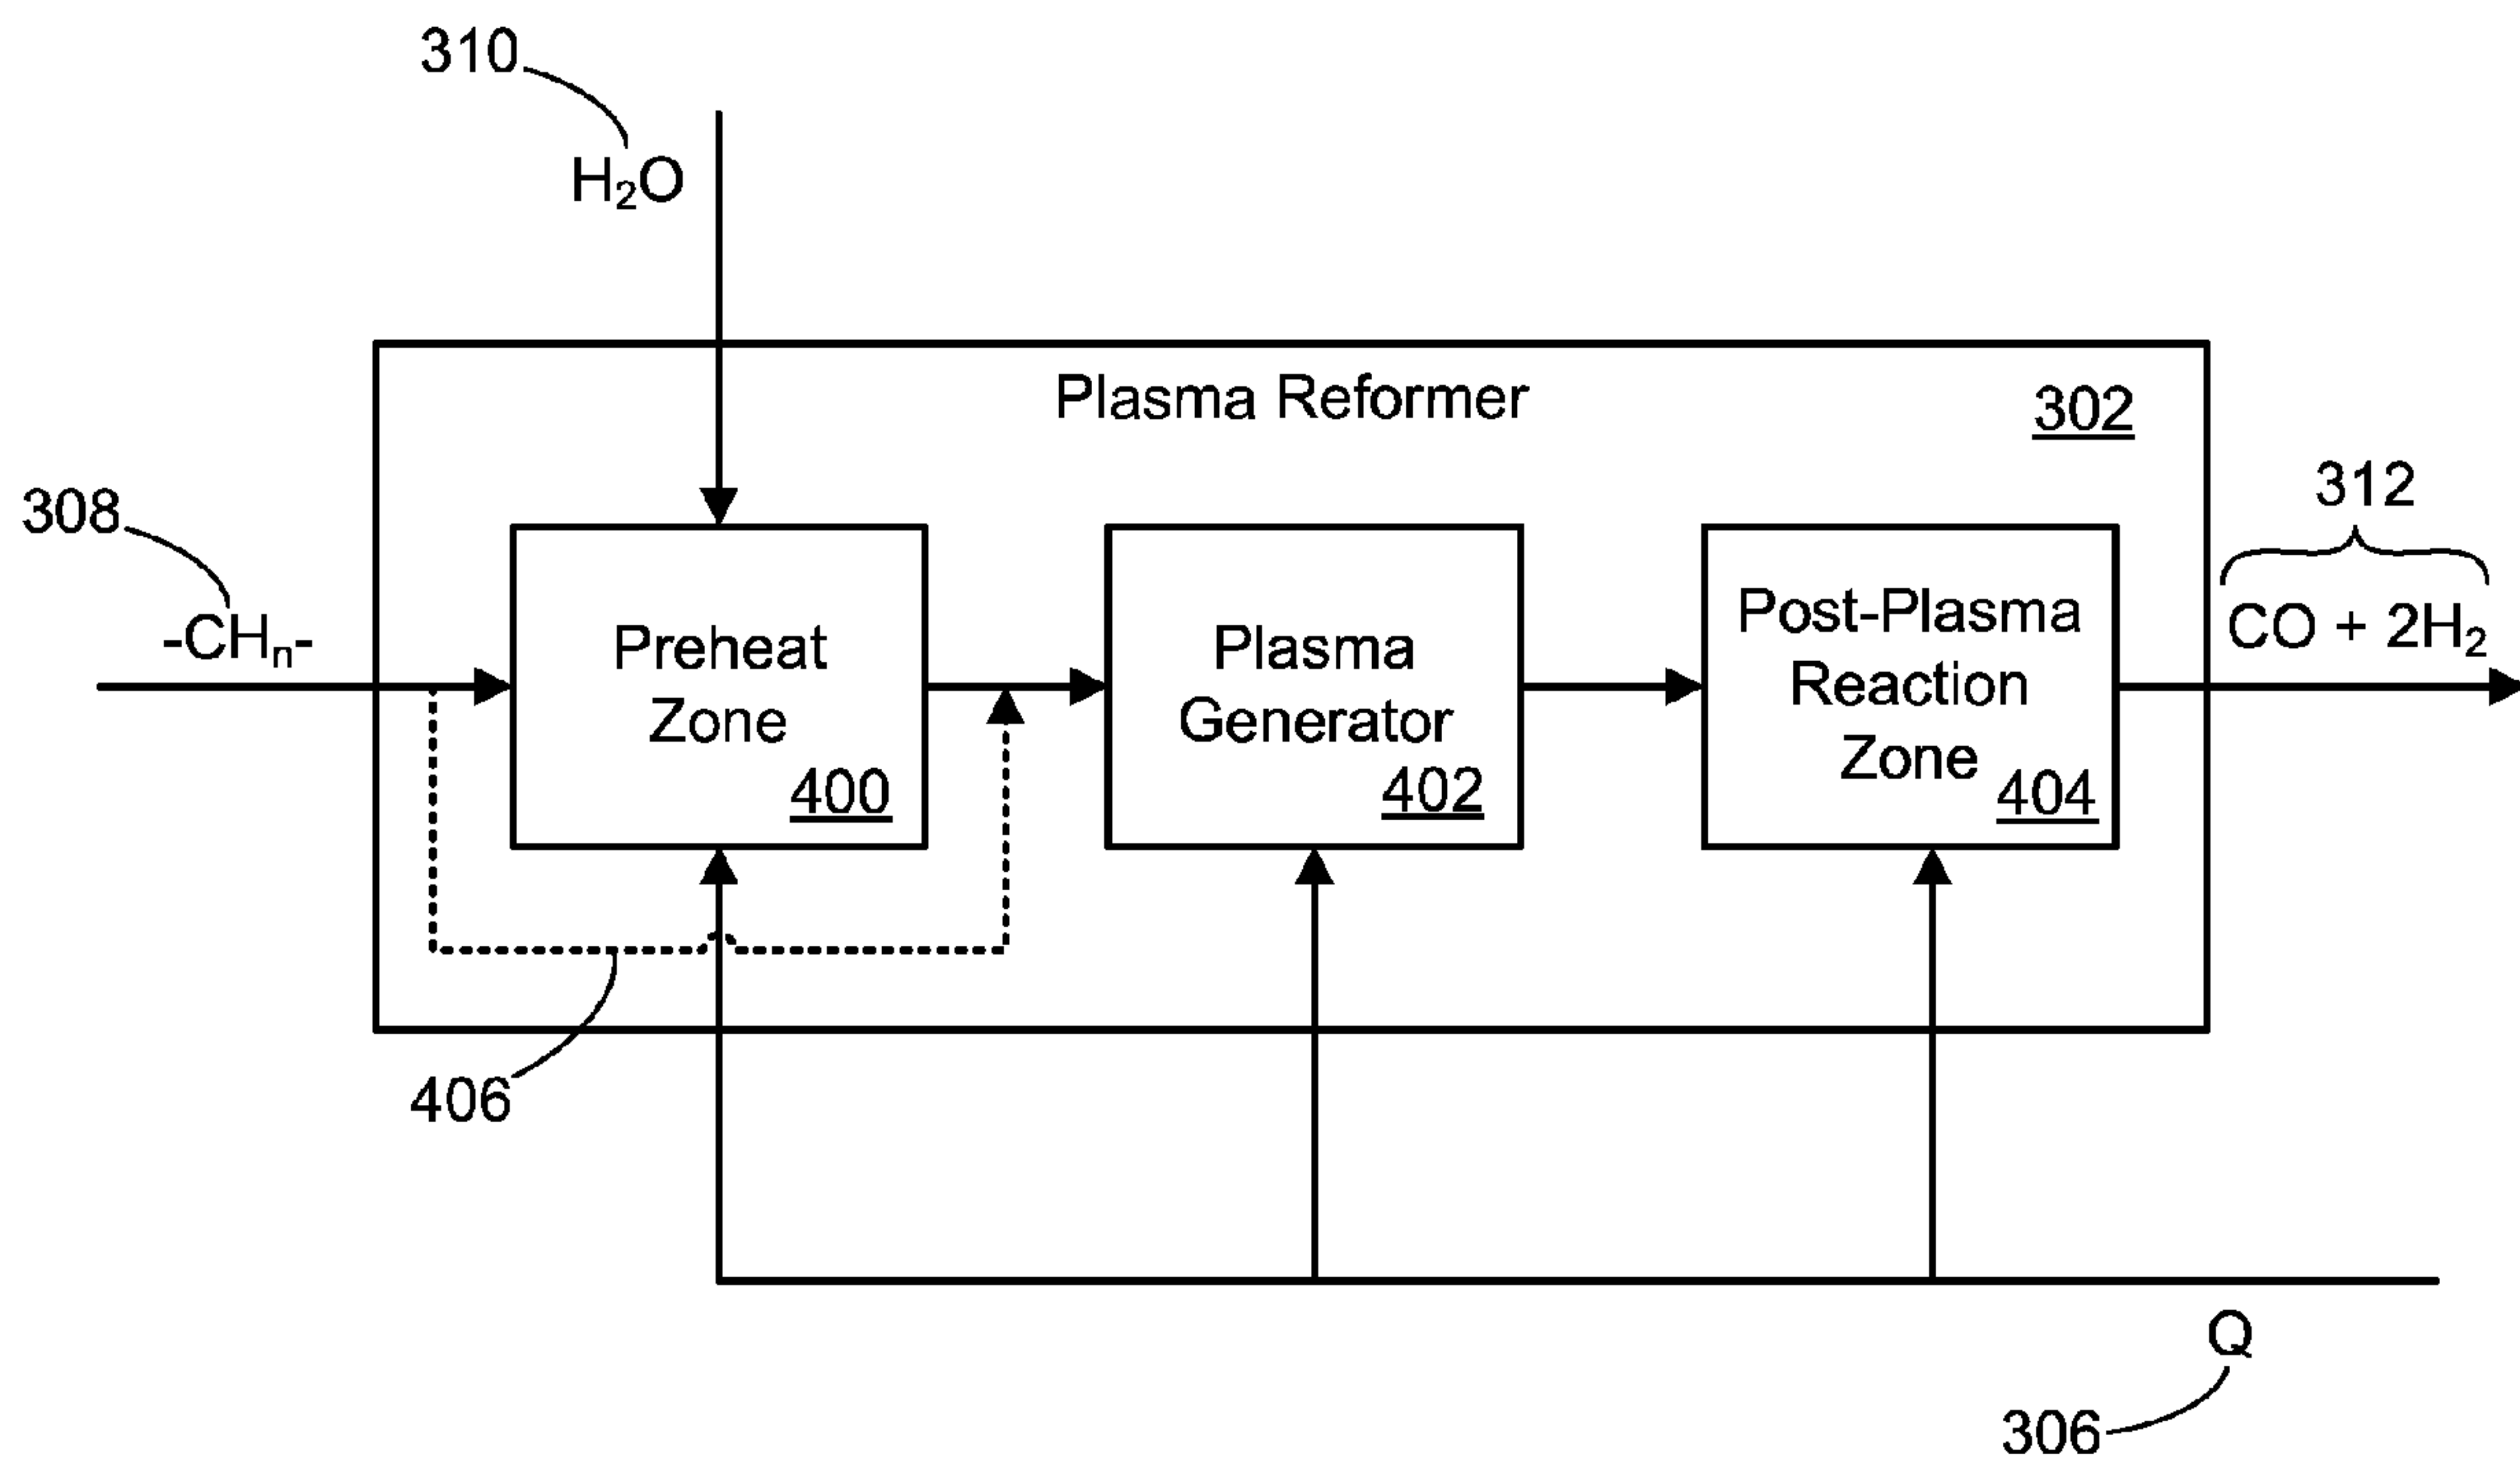 310
H₂O
Plasma Reformer
302
312
308
-CHₙ-
Preheat
Zone
400
Plasma
Generator
402
Post-Plasma
Reaction
Zone
404
CO + 2H₂
406
Q
306